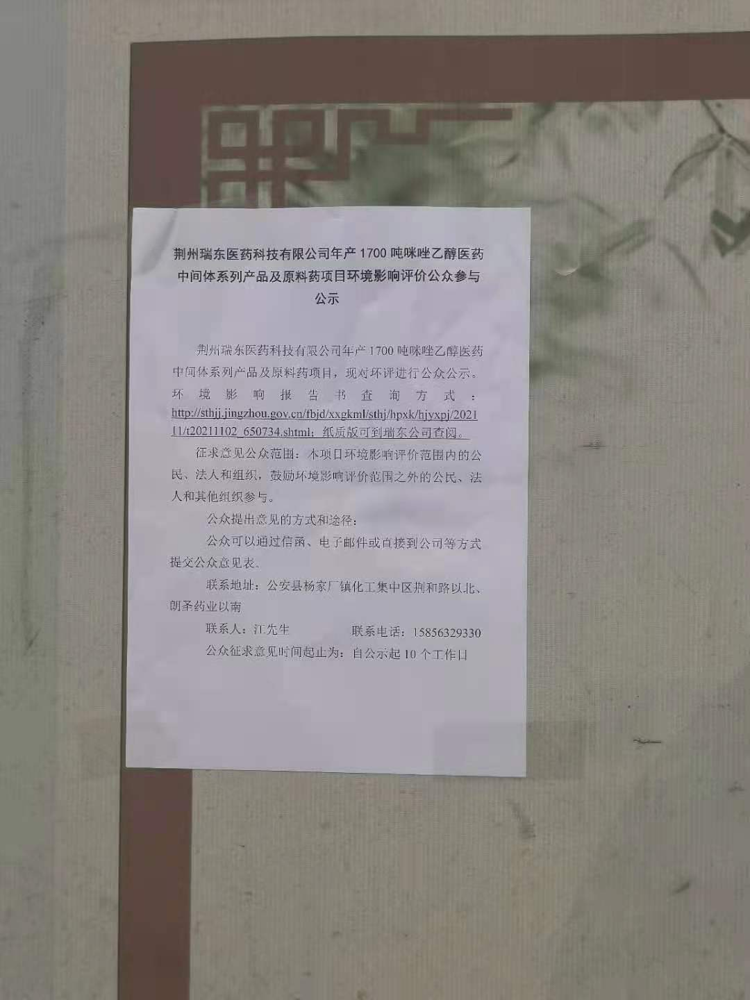 荆州瑞东医药科技有限公司年产 1700 吨咪唑乙醇医药
中间体系列产品及原料药项目环境影响评价公众参与
公示
荆州瑞东医药科技有限公司年产 1700 吨咪唑乙醇医药
中间体系列产品及原料药项目，现对环评进行公众公示。
环境影响报告书查询方式：
http://sthjj.jingzhou.gov.cn/fbjd/xxgkml/sthj/hpxk/hjyxpj/2021
11/t20211102_650734.shtml；纸质版可到瑞东公司查阅。
征求意见公众范围：本项目环境影响评价范围内的公
民、法人和组织，鼓励环境影响评价范围之外的公民、法
人和其他组织参与。
公众提出意见的方式和途径：
公众可以通过信函、电子邮件或直接到公司等方式
提交公众意见表。
联系地址：公安县杨家厂镇化工集中区荆和路以北、
朗圣药业以南
联系人：江先生 联系电话：15856329330
公众征求意见时间起止为：自公示起 10 个工作日